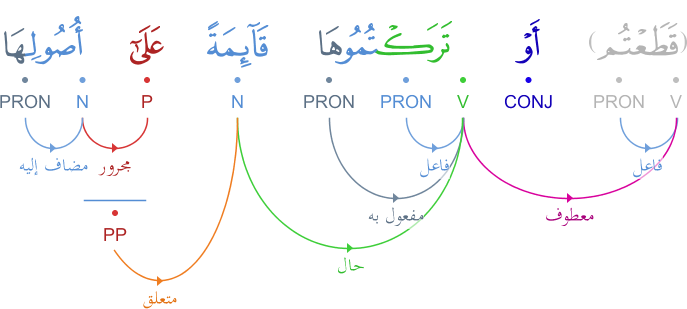 (قَطَعْتُم) أَوْ تَرَكْتُمُوهَا قَآئِمَةً عَلَىٰٓ أُصُولِهَا
V PRON CONJ V PRON PRON N P N PRON
فاعل فاعل مجرور مضاف إليه
معطوف مفعول به
PP
حال
متعلق